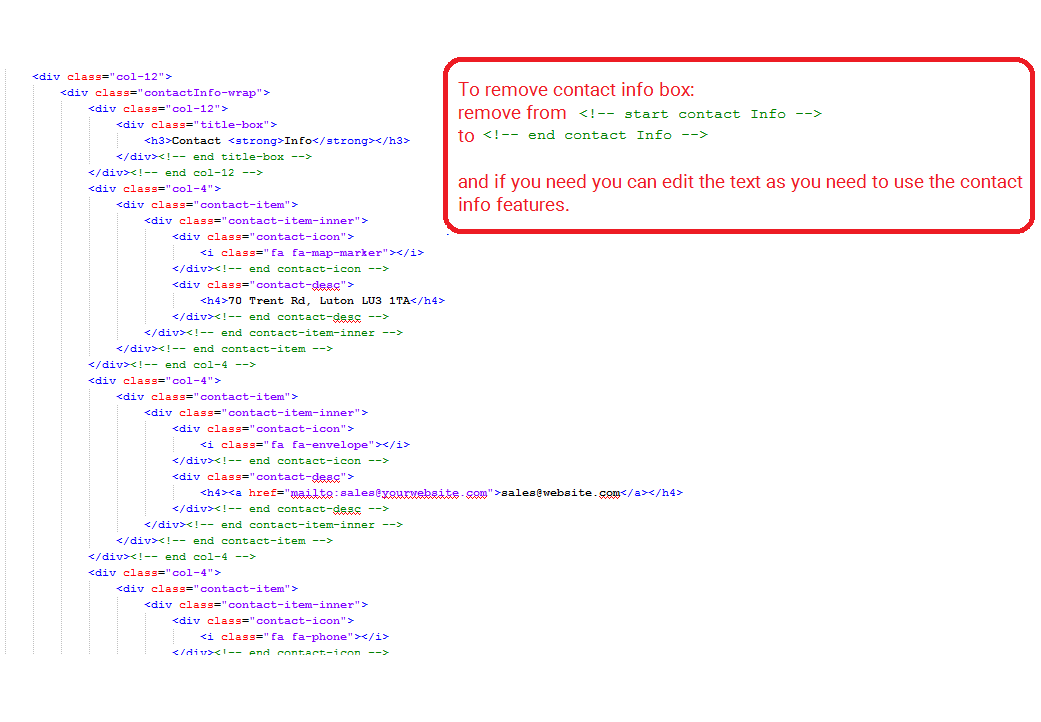 To remove contact info box:
remove from <!-- start contact Info -->
to <!-- end contact Info -->
and if you need you can edit the text as you need to use the contact
info features.
<div class="col-12">
<div class="contactInfo-wrap">
<div class="col-12">
<div class="title-box">
<h3>Contact <strong>Info</strong></h3>
</div><!-- end title-box -->
</div><!-- end col-12 -->
<div class="col-4">
<div class="contact-item">
<div class="contact-item-inner">
<div class="contact-icon">
<i class="fa fa-map-marker"></i>
</div><!-- end contact-icon -->
<div class="contact-desc">
<h4>70 Trent Rd, Luton LU3 1TA</h4>
</div><!-- end contact-desc -->
</div><!-- end contact-item-inner -->
</div><!-- end contact-item -->
</div><!-- end col-4 -->
<div class="col-4">
<div class="contact-item">
<div class="contact-item-inner">
<div class="contact-icon">
<i class="fa fa-envelope"></i>
</div><!-- end contact-icon -->
<div class="contact-desc">
<h4><a href="mailto:sales@yourwebsite.com">sales@website.com</a></h4>
</div><!-- end contact-desc -->
</div><!-- end contact-item-inner -->
</div><!-- end contact-item -->
</div><!-- end col-4 -->
<div class="col-4">
<div class="contact-item">
<div class="contact-item-inner">
<div class="contact-icon">
<i class="fa fa-phone"></i>
</div><!-- end contact-icon -->